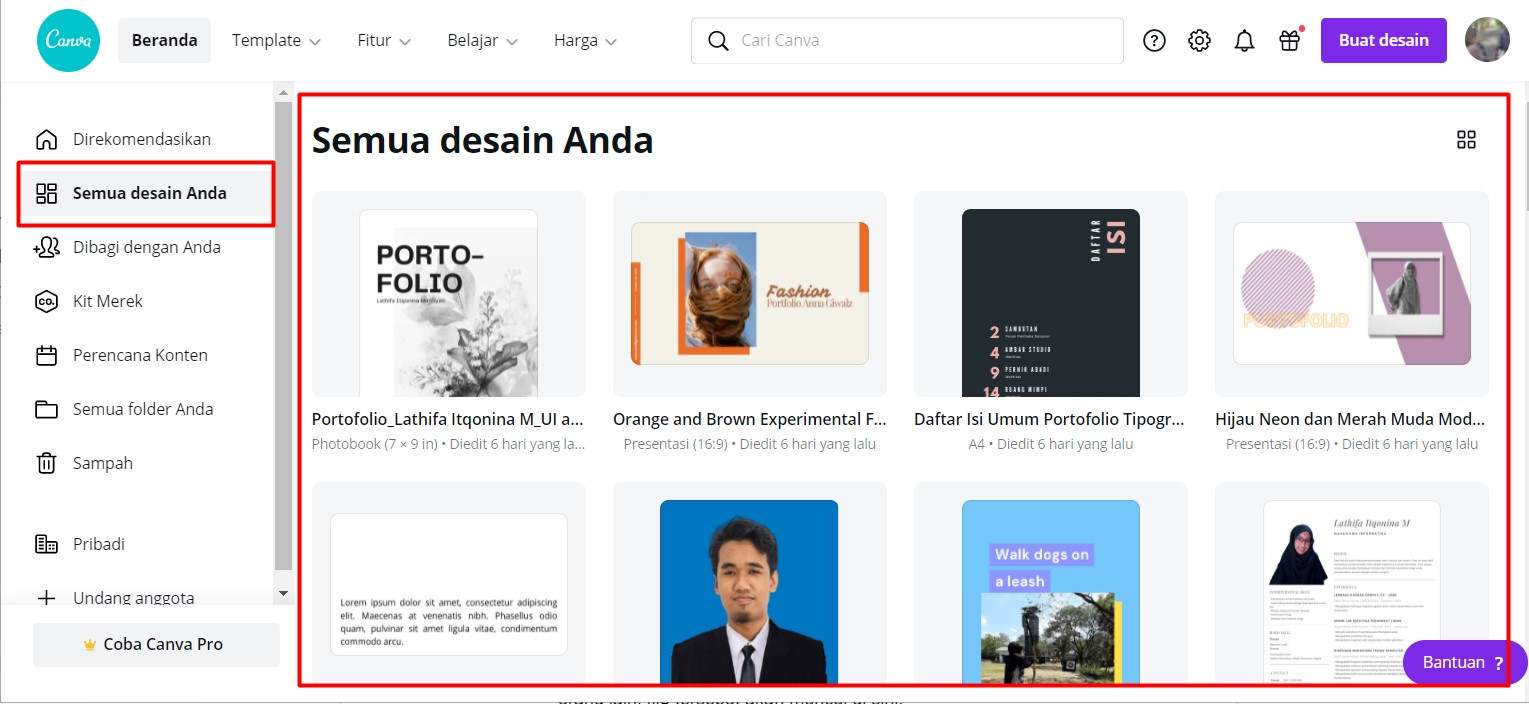 Canva
Beranda
Template
Fitur
Belajar
Harga
Cari Canva
Buat desain
Direkomendasikan
Semua desain Anda
Dibagi dengan Anda
Kit Merek
CO.
Perencana Konten
Semua folder Anda
Sampah
Pribadi
Undang anggota
Coba Canva Pro
Semua desain Anda
PORTO-
FOLIO
Fashion
Portfolio Anna Giwalz
DAFTAR
ISI
2 SAMBUTAN
4 AMBAR STUDIO
9 PERNIK ABADI
14 RUANG MIMPI
PORTOFOLIO
Portofolio_Lathifa Itqonina M_UI a...
Photobook (7 × 9 in) • Diedit 6 hari yang la...
Orange and Brown Experimental F...
Presentasi (16:9) • Diedit 6 hari yang lalu
Daftar Isi Umum Portofolio Tipogr...
A4 • Diedit 6 hari yang lalu
Hijau Neon dan Merah Muda Mod...
Presentasi (16:9) • Diedit 6 hari yang lalu
Lorem ipsum dolor sit amet, consectetur adipiscing
elit. Maecenas at venenatis nibh. Phasellus odio
quam, pulvinar sit amet ligula vitae, condimentum
commodo arcu.
Walk dogs on
a leash
Lathifa Itqonina M
MAHASISWA INFORMATIKA
Bantuan ?